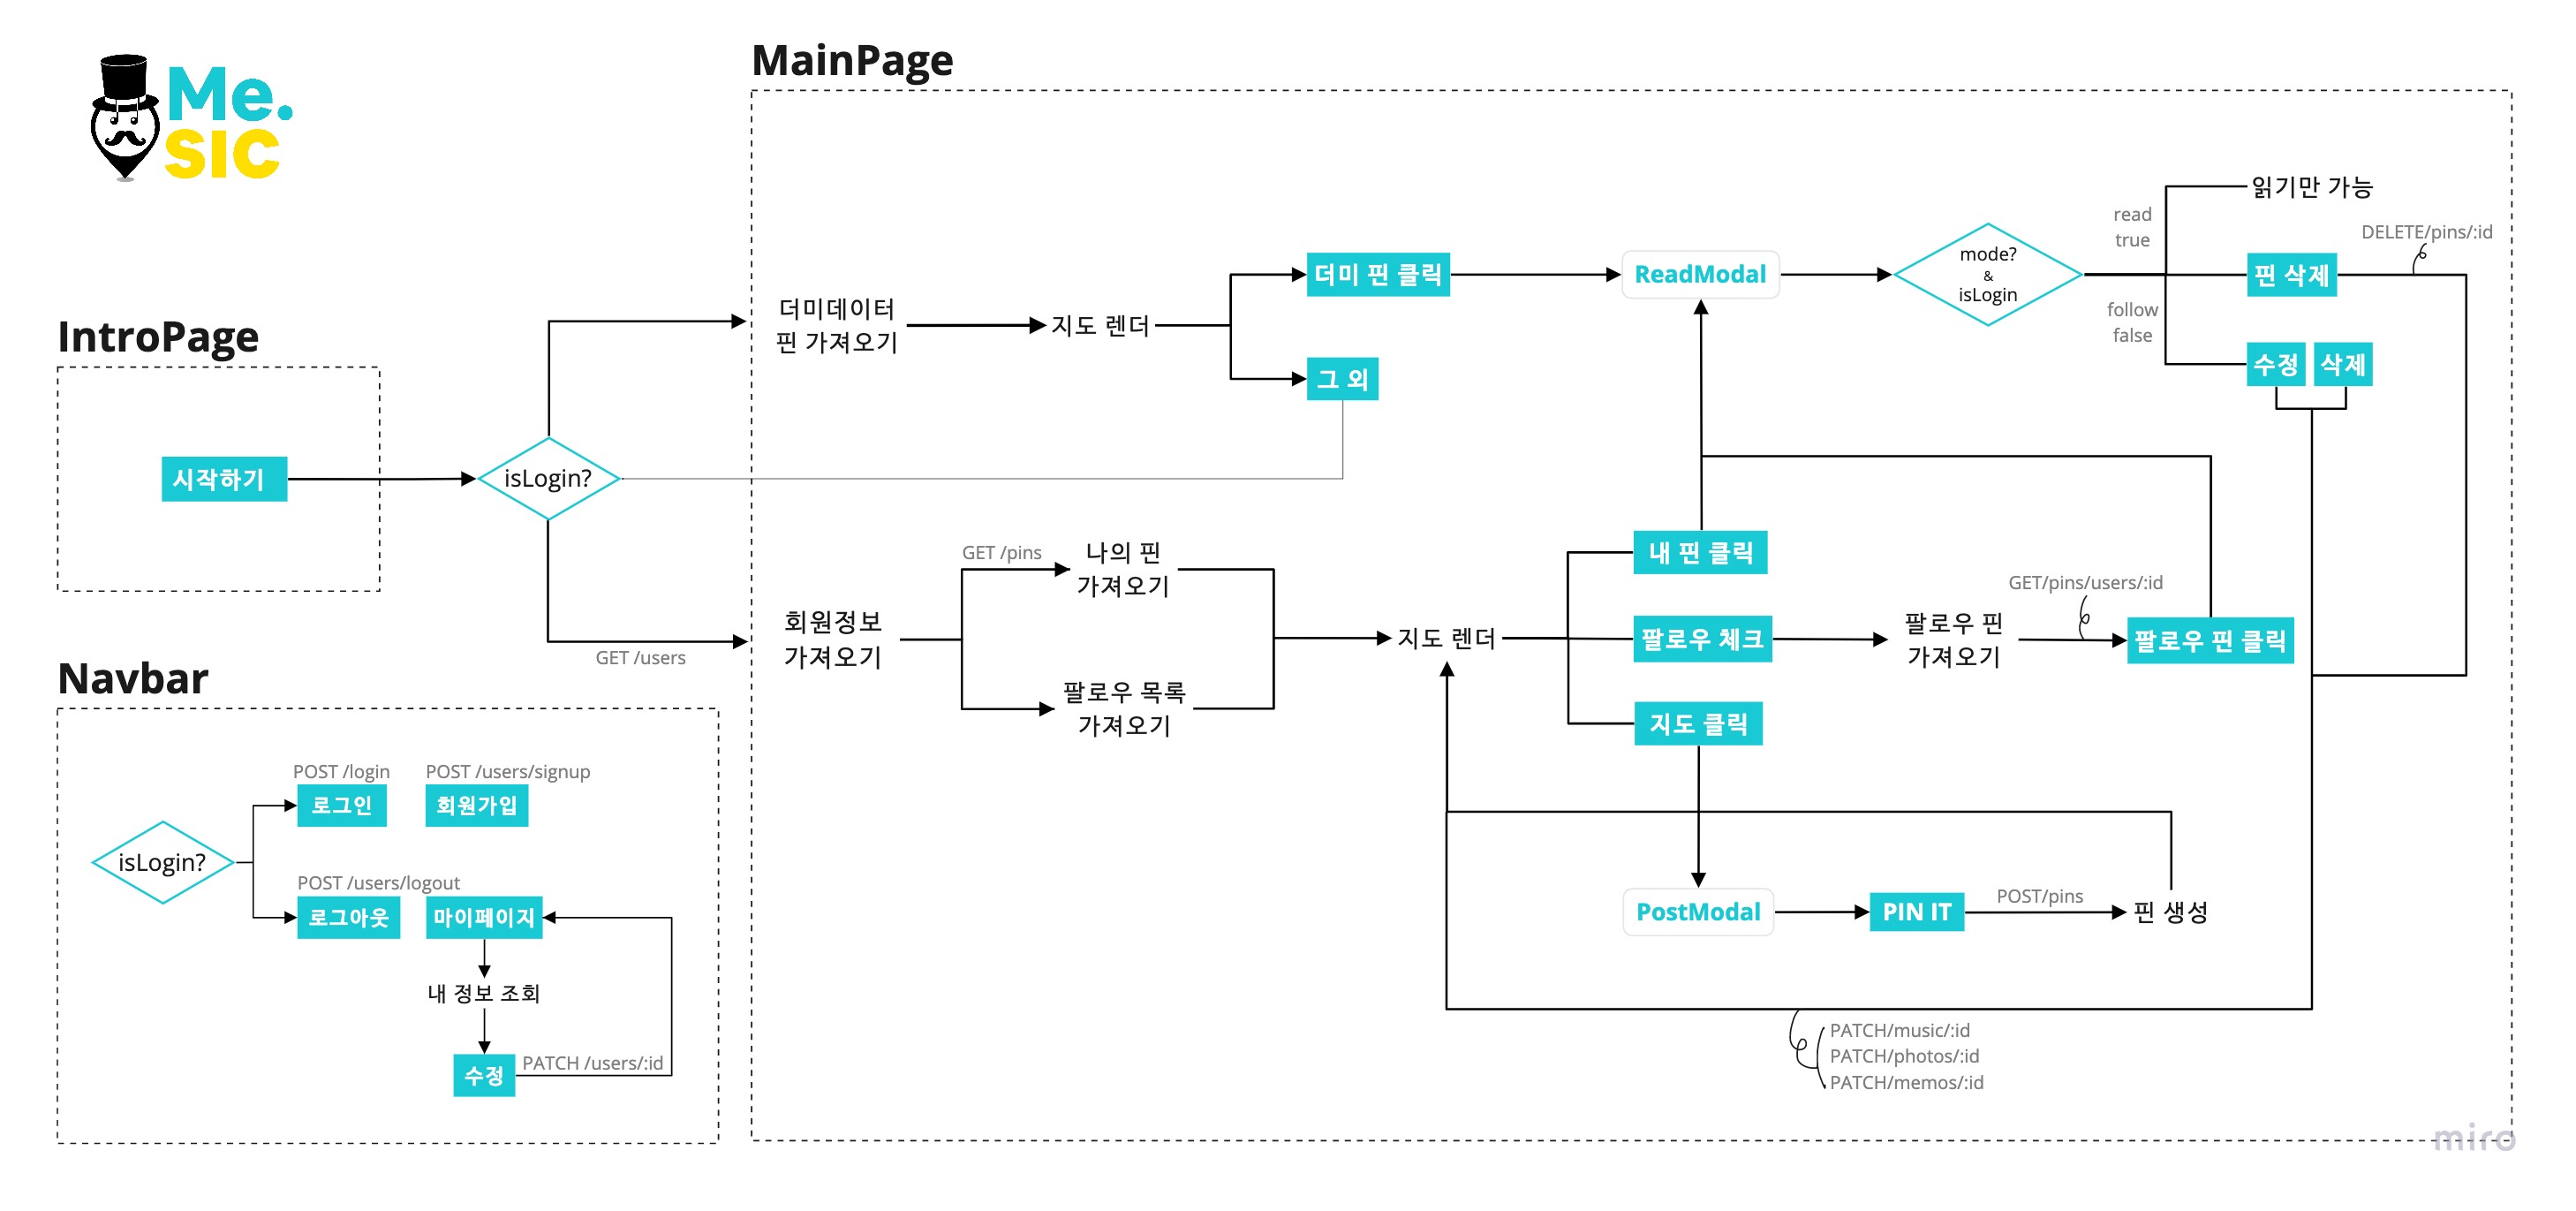 Me.
SIC
MainPage
읽기만 가능
read
true
DELETE/pins/:id
더미 핀 클릭
ReadModal
mode?
&
isLogin
핀 삭제
follow
false
더미데이터
핀 가져오기
지도 렌더
그 외
수정
삭제
IntroPage
시작하기
isLogin?
GET /users
회원정보
가져오기
GET /pins
나의 핀
가져오기
팔로우 목록
가져오기
지도 렌더
내 핀 클릭
팔로우 체크
지도 클릭
팔로우 핀
가져오기
GET/pins/users/:id
팔로우 핀 클릭
PostModal
PIN IT
POST/pins
핀 생성
PATCH/music/:id
PATCH/photos/:id
PATCH/memos/:id
Navbar
isLogin?
POST /login
로그인
POST /users/signup
회원가입
POST /users/logout
로그아웃
마이페이지
내 정보 조회
수정
PATCH /users/:id
miro